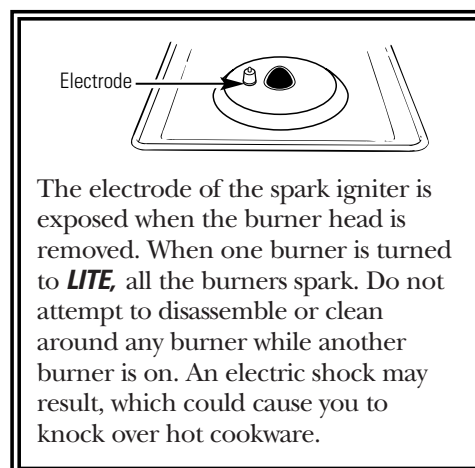 Electrode
The electrode of the spark igniter is
exposed when the burner head is
removed. When one burner is turned
to LITE, all the burners spark. Do not
attempt to disassemble or clean
around any burner while another
burner is on. An electric shock may
result, which could cause you to
knock over hot cookware.